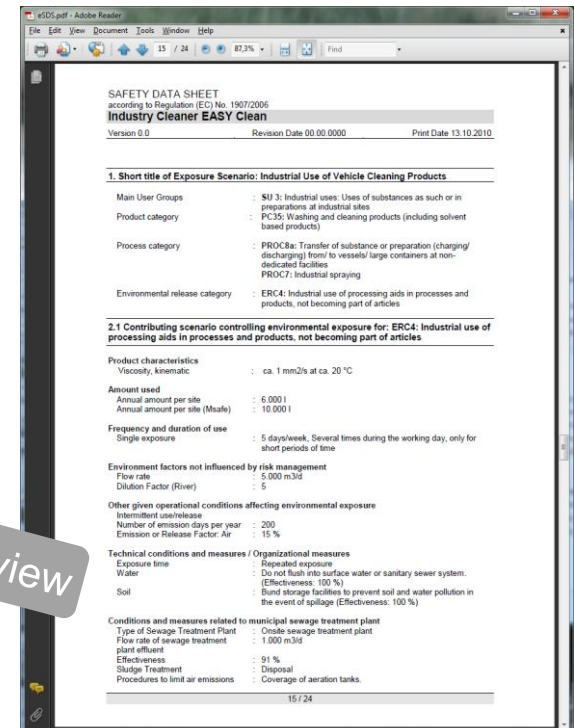 eSDS.pdf - Adobe Reader
File Edit View Document Tools Window Help
15 / 24 87,3% Find
SAFETY DATA SHEET
according to Regulation (EC) No. 1907/2006
Industry Cleaner EASY Clean
Version 0.0 Revision Date 00.00.0000 Print Date 13.10.2010
1. Short title of Exposure Scenario: Industrial Use of Vehicle Cleaning Products
Main User Groups : SU 3: Industrial uses: Uses of substances as such or in
preparations at industrial sites
Product category : PC35: Washing and cleaning products (including solvent
based products)
Process category : PROC8a: Transfer of substance or preparation (charging/
discharging) from/ to vessels/ large containers at non-
dedicated facilities
PROC7: Industrial spraying
Environmental release category : ERC4: Industrial use of processing aids in processes and
products, not becoming part of articles
2.1 Contributing scenario controlling environmental exposure for: ERC4: Industrial use of
processing aids in processes and products, not becoming part of articles
Product characteristics
Viscosity, kinematic : ca. 1 mm2/s at ca. 20 °C
Amount used
Annual amount per site : 6.000 l
Annual amount per site (Msafe) : 10.000 l
Frequency and duration of use
Single exposure : 5 days/week, Several times during the working day, only for
short periods of time
Environment factors not influenced by risk management
Flow rate : 5.000 m3/d
Dilution Factor (River) : 5
Other given operational conditions affecting environmental exposure
Intermittent use/release
Number of emission days per year : 200
Emission or Release Factor: Air : 15 %
Technical conditions and measures / Organizational measures
Exposure time : Repeated exposure
Water : Do not flush into surface water or sanitary sewer system.
(Effectiveness: 100 %)
Soil : Bund storage facilities to prevent soil and water pollution in
the event of spillage (Effectiveness: 100 %)
Conditions and measures related to municipal sewage treatment plant
Type of Sewage Treatment Plant : Onsite sewage treatment plant
Flow rate of sewage treatment : 1.000 m3/d
plant effluent
Effectiveness : 91 %
Sludge Treatment : Disposal
Procedures to limit air emissions : Coverage of aeration tanks.
15 / 24